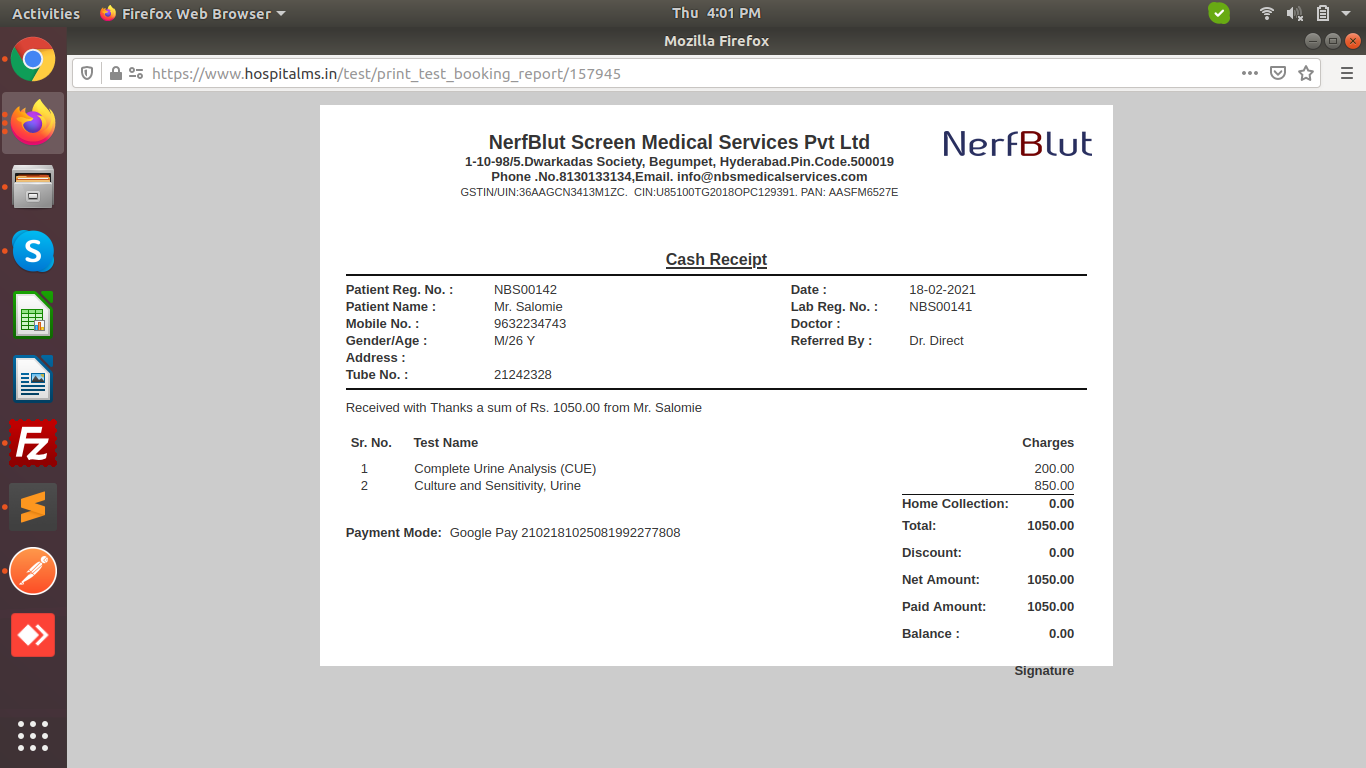 Activities Firefox Web Browser Thu 4:01 PM
Mozilla Firefox
https://www.hospitalms.in/test/print_test_booking_report/157945
NerfBlut Screen Medical Services Pvt Ltd
NerfBlut
1-10-98/5.Dwarkadas Society, Begumpet, Hyderabad.Pin.Code.500019
Phone .No.8130133134,Email. info@nbsmedicalservices.com
GSTIN/UIN:36AAGCN3413M1ZC. CIN:U85100TG2018OPC129391. PAN: AASFM6527E
Cash Receipt
Patient Reg. No. : NBS00142 Date : 18-02-2021
Patient Name : Mr. Salomie Lab Reg. No. : NBS00141
Mobile No. : 9632234743 Doctor :
Gender/Age : M/26 Y Referred By : Dr. Direct
Address :
Tube No. : 21242328
Received with Thanks a sum of Rs. 1050.00 from Mr. Salomie
Sr. No. Test Name Charges
1 Complete Urine Analysis (CUE) 200.00
2 Culture and Sensitivity, Urine 850.00
Home Collection: 0.00
Total: 1050.00
Payment Mode: Google Pay 2102181025081992277808
Discount: 0.00
Net Amount: 1050.00
Paid Amount: 1050.00
Balance : 0.00
Signature
S
Fz